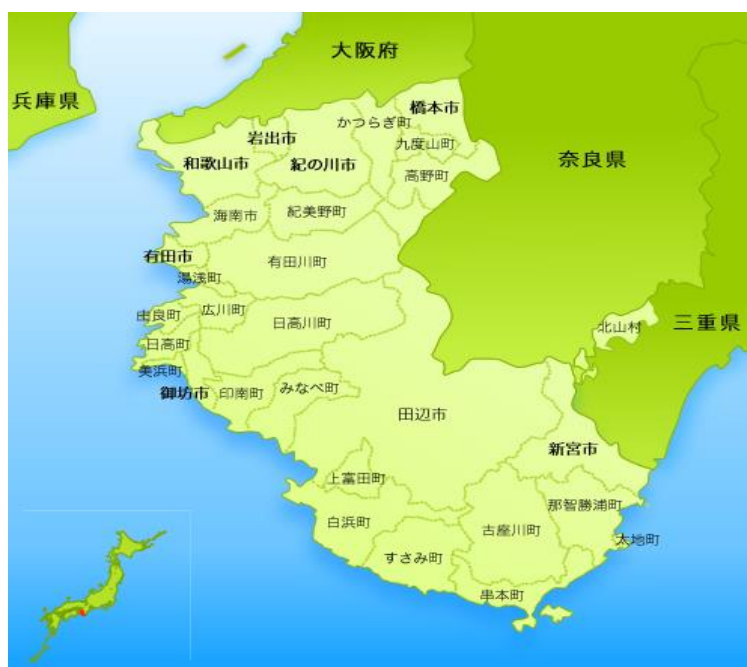 大阪府
兵庫県
橋本市
かつらぎ町
岩出市
九度山町
和歌山市
紀の川市
奈良県
高野町
海南市
紀美野町
有田市
有田川町
湯浅町
広川町
由良町
日高川町
三重県
北山村
日高町
美浜町
御坊市
印南町
みなべ町
田辺市
新宮市
上富田町
那智勝浦町
白浜町
古座川町
太地町
すさみ町
串本町